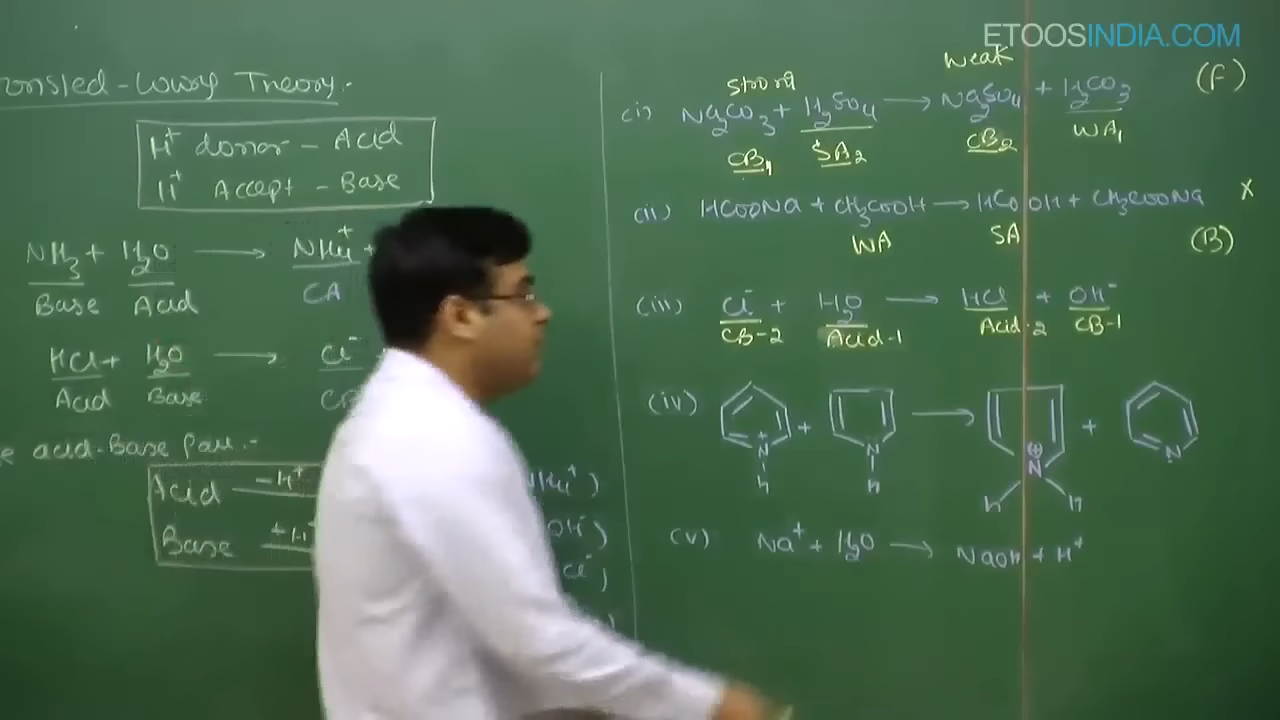 ETOOSINDIA.COM
onsted-Lowry Theory:-
H⁺ donor - Acid
H⁺ Accept - Base
NH₃ + H₂O ⟶ NH₄⁺ +
Base Acid CA
HCl + H₂O ⟶ Cl⁻
Acid Base
e acid-Base Pair:-
Acid -H⁺
Base +H⁺
NH₄⁺)
OH⁻)
Cl⁻)
strong weak
(i) Na₂CO₃ + H₂SO₄ ⟶ Na₂SO₄ + H₂CO₃ (F)
CB₁ SA₂ CB₂ WA₁
(ii) HCOONa + CH₃COOH ⟶ HCOOH + CH₃COONa X
WA SA (B)
(iii) Cl⁻ + H₂O ⟶ HCl + OH⁻
CB-2 Acid-1 Acid-2 CB-1
(iv) N⁺ H + N H ⟶ N⊕ H H + N
(v) Na⁺ + H₂O ⟶ NaOH + H⁺